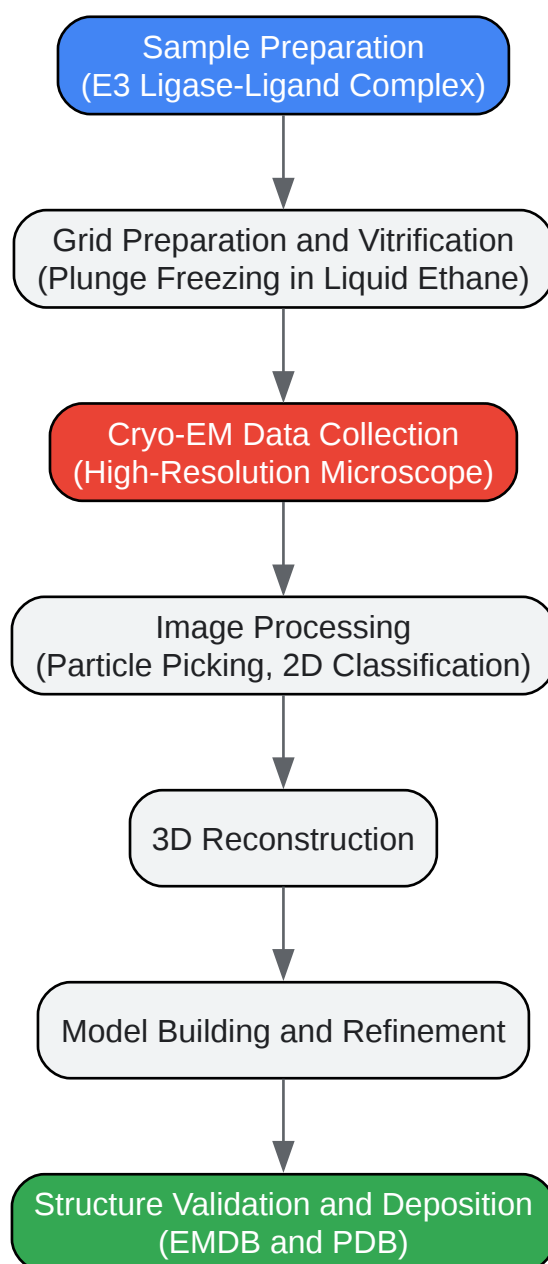 Sample Preparation
(E3 Ligase-Ligand Complex)
Grid Preparation and Vitrification
(Plunge Freezing in Liquid Ethane)
Cryo-EM Data Collection
(High-Resolution Microscope)
Image Processing
(Particle Picking, 2D Classification)
3D Reconstruction
Model Building and Refinement
Structure Validation and Deposition
(EMDB and PDB)